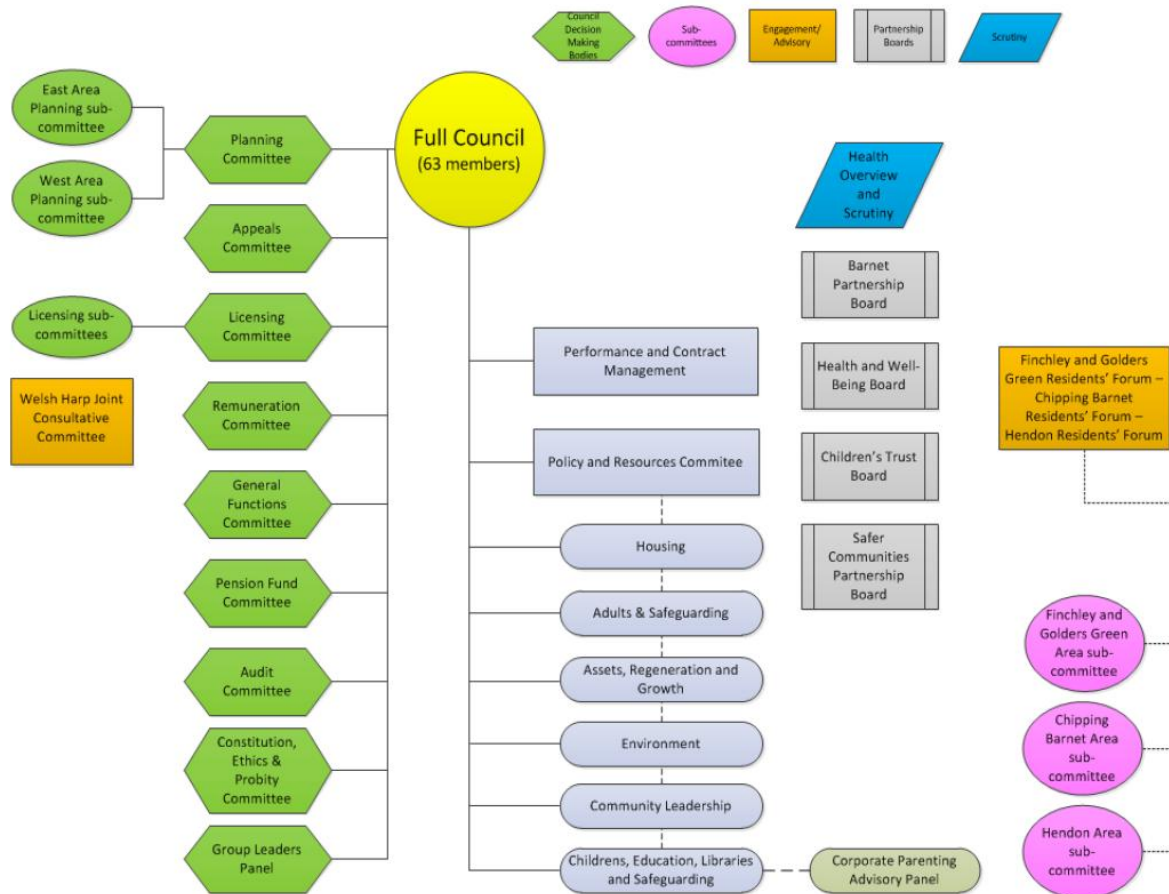 Council
Decision
Making
Bodies
Sub-
committees
Engagement/
Advisory
Partnership
Boards
Scrutiny
Full Council
(63 members)
East Area
Planning sub-
committee
West Area
Planning sub-
committee
Planning
Committee
Appeals
Committee
Licensing sub-
committees
Licensing
Committee
Welsh Harp Joint
Consultative
Committee
Remuneration
Committee
General
Functions
Committee
Pension Fund
Committee
Audit
Committee
Constitution,
Ethics &
Probity
Committee
Group Leaders
Panel
Performance and Contract
Management
Policy and Resources Commitee
Housing
Adults & Safeguarding
Assets, Regeneration and
Growth
Environment
Community Leadership
Childrens, Education, Libraries
and Safeguarding
Corporate Parenting
Advisory Panel
Health
Overview
and
Scrutiny
Barnet
Partnership
Board
Health and Well-
Being Board
Children's Trust
Board
Safer
Communities
Partnership
Board
Finchley and Golders
Green Residents' Forum –
Chipping Barnet
Residents' Forum –
Hendon Residents' Forum
Finchley and
Golders Green
Area sub-
committee
Chipping
Barnet Area
sub-
committee
Hendon Area
sub-
committee